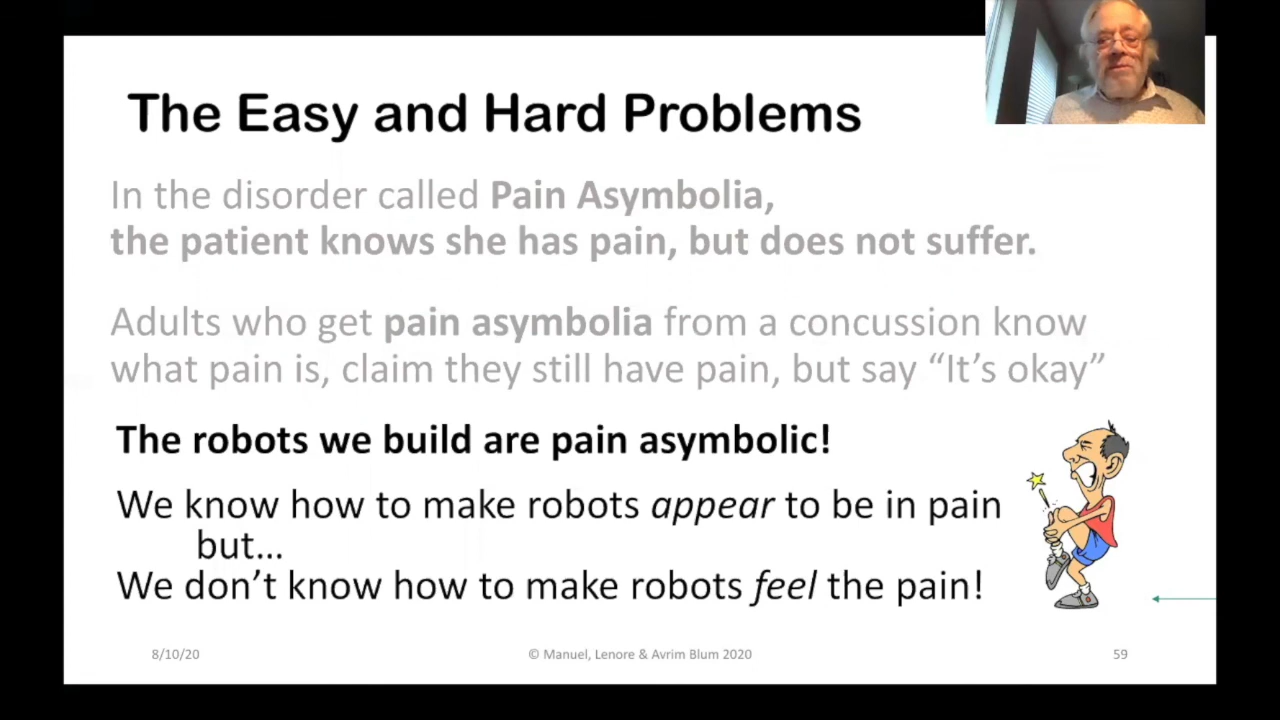 The Easy and Hard Problems
In the disorder called Pain Asymbolia,
the patient knows she has pain, but does not suffer.
Adults who get pain asymbolia from a concussion know
what pain is, claim they still have pain, but say “It’s okay”
The robots we build are pain asymbolic!
We know how to make robots appear to be in pain
but...
We don’t know how to make robots feel the pain!
8/10/20
© Manuel, Lenore & Avrim Blum 2020
59